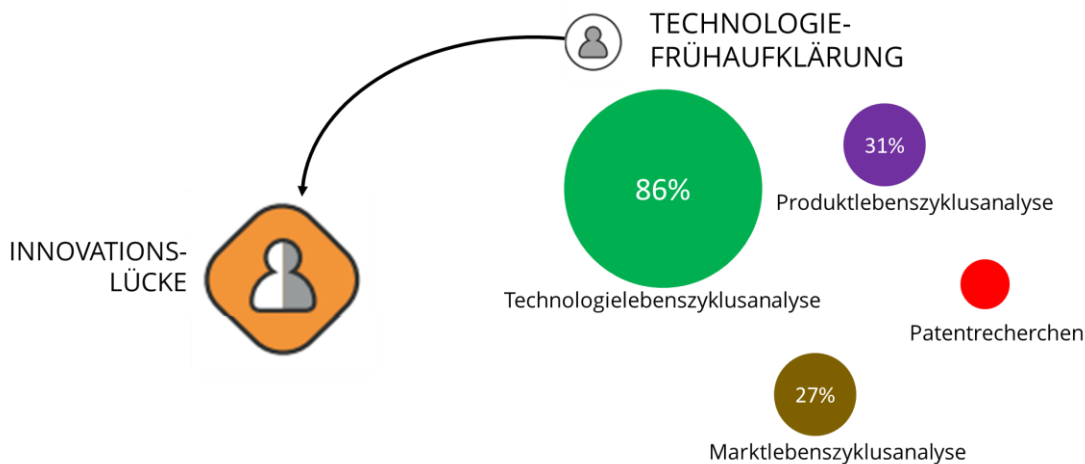 TECHNOLOGIE-
FRÜHAUFKLÄRUNG
86%
Technologielebenszyklusanalyse
31%
Produktlebenszyklusanalyse
INNOVATIONS-
LÜCKE
Patentrecherchen
27%
Marktlebenszyklusanalyse